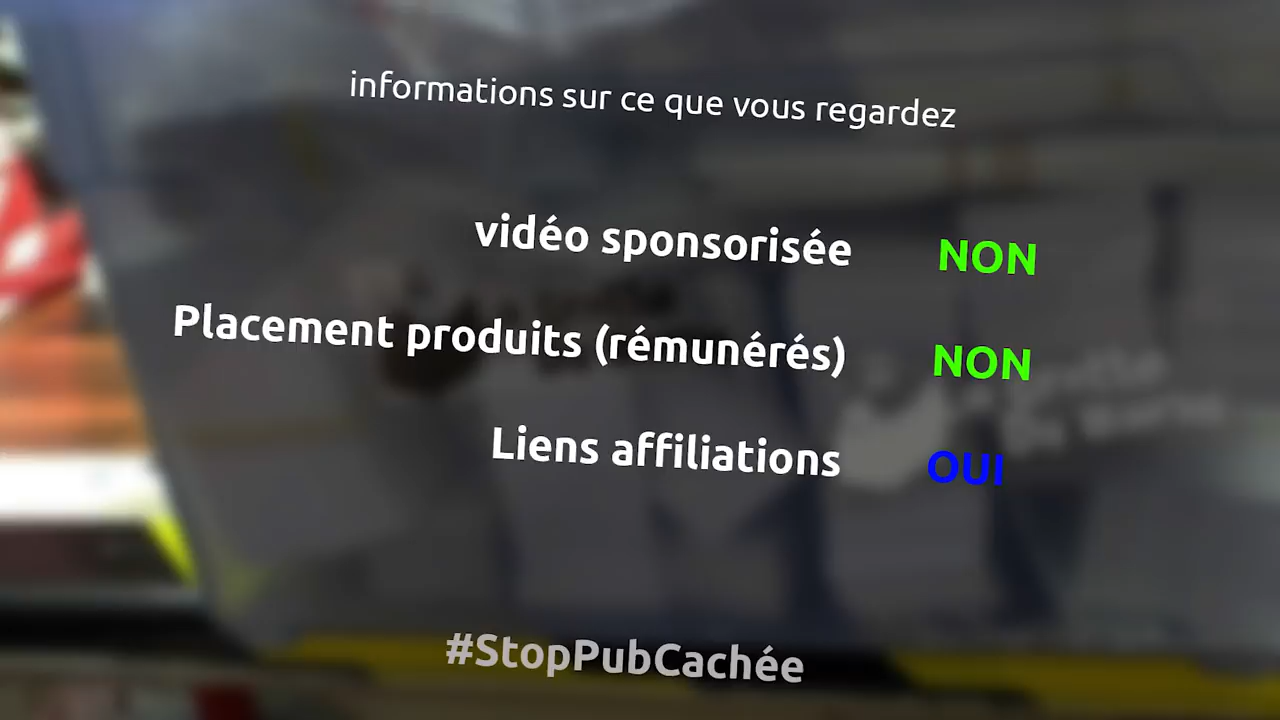 informations sur ce que vous regardez
vidéo sponsorisée NON
Placement produits (rémunérés) NON
Liens affiliations OUI
#StopPubCachée